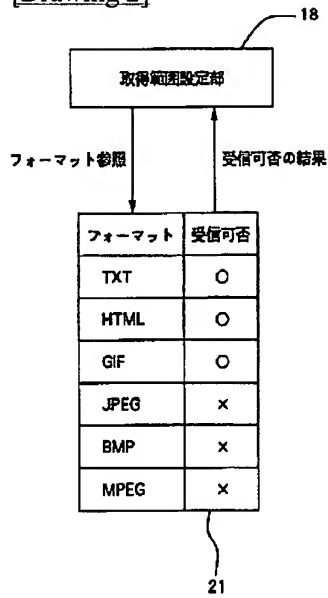 18
取得範囲設定部
フォーマット参照
受信可否の結果
フォーマット 受信可否
TXT ○
HTML ○
GIF ○
JPEG ×
BMP ×
MPEG ×
21